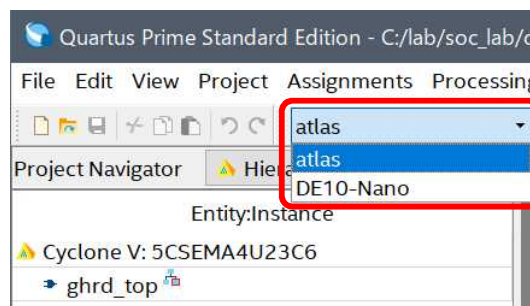 Quartus Prime Standard Edition - C:/lab/soc_lab/
File Edit View Project Assignments Processing
atlas
atlas
DE10-Nano
Project Navigator Hier
Entity:Instance
Cyclone V: 5CSEMA4U23C6
ghrd_top